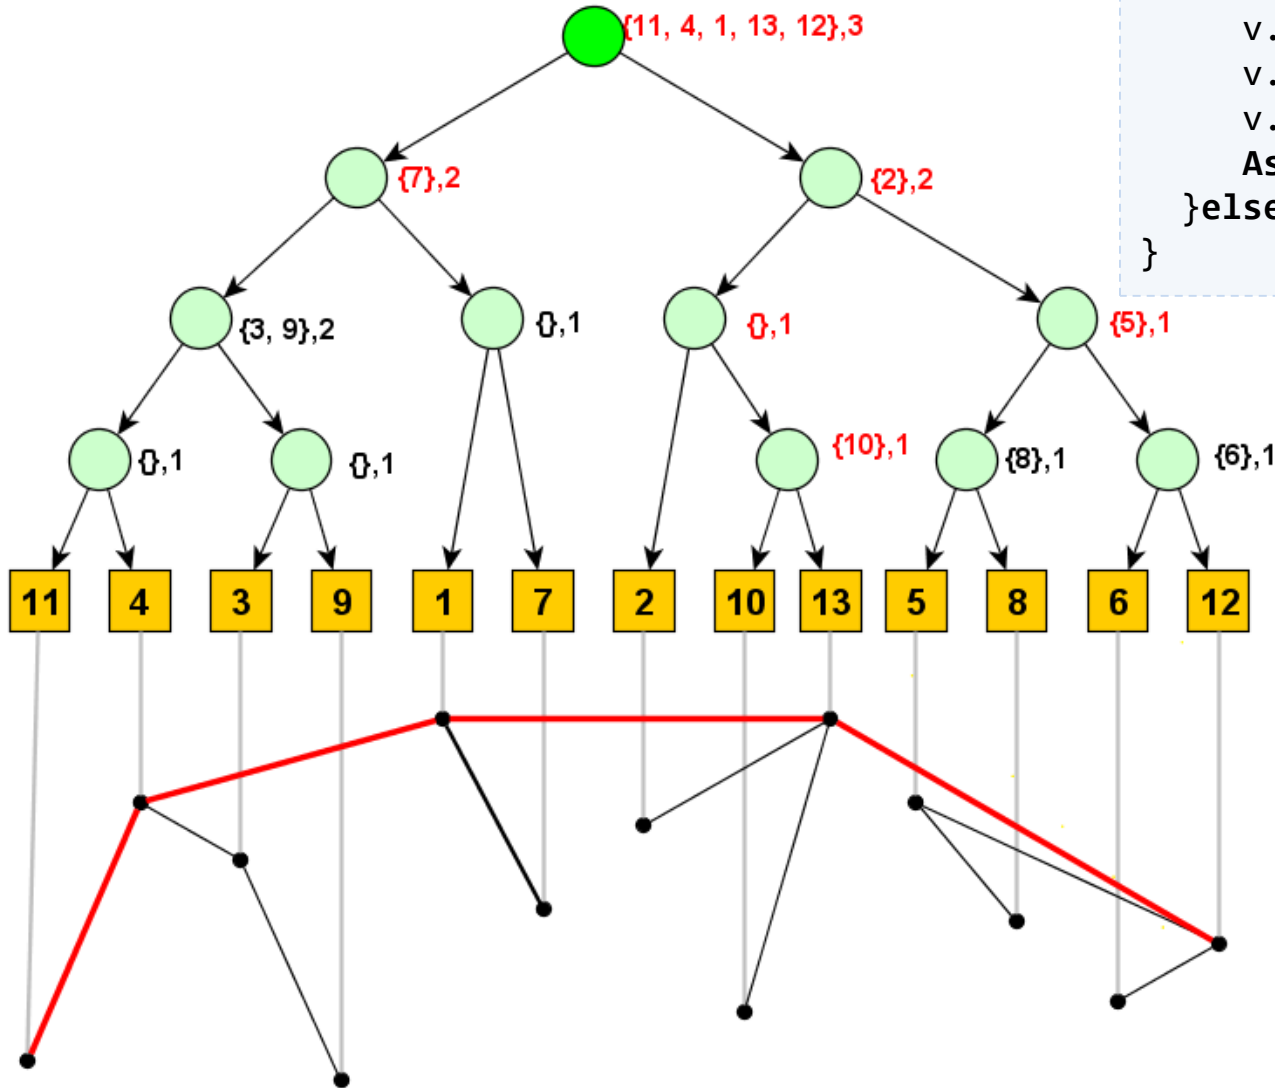 {11, 4, 1, 13, 12},3
v.
v.
v.
As
}else
}
{7},2
{2},2
{3, 9},2
{},1
{},1
{5},1
{},1
{},1
{10},1
{8},1
{6},1
11 4 3 9 1 7 2 10 13 5 8 6 12